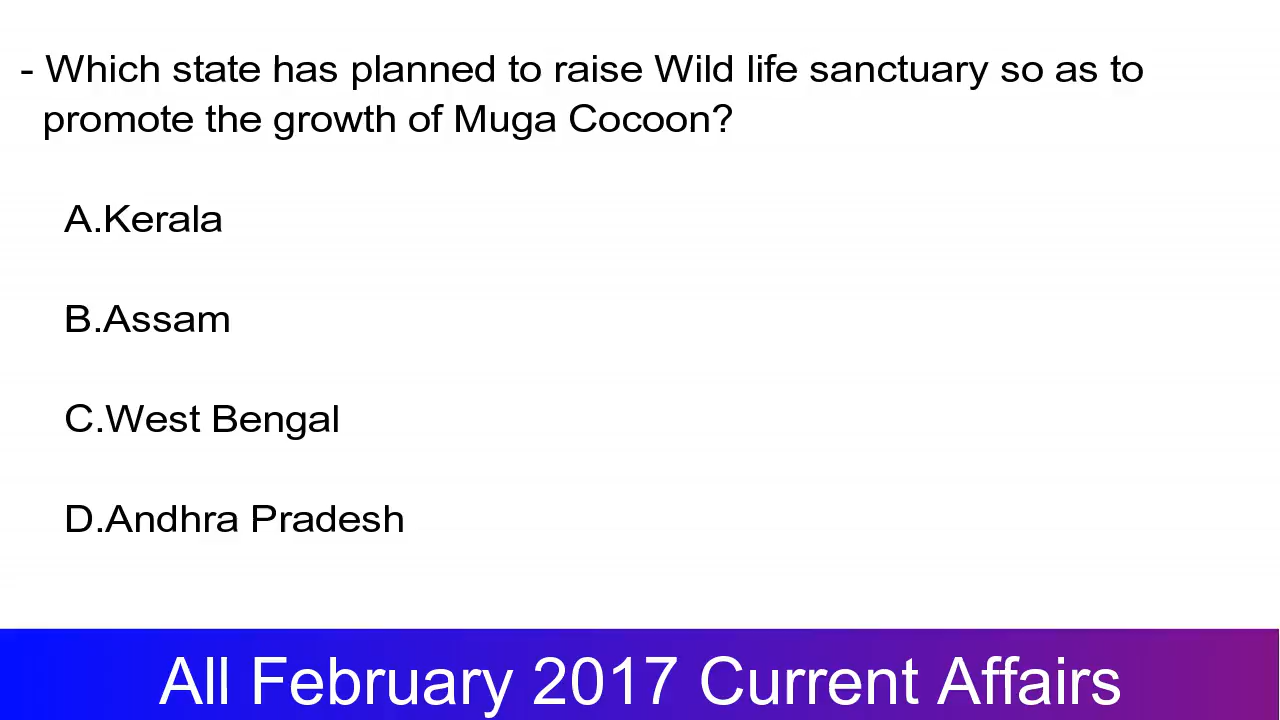 - Which state has planned to raise Wild life sanctuary so as to
promote the growth of Muga Cocoon?
A.Kerala
B.Assam
C.West Bengal
D.Andhra Pradesh
All February 2017 Current Affairs